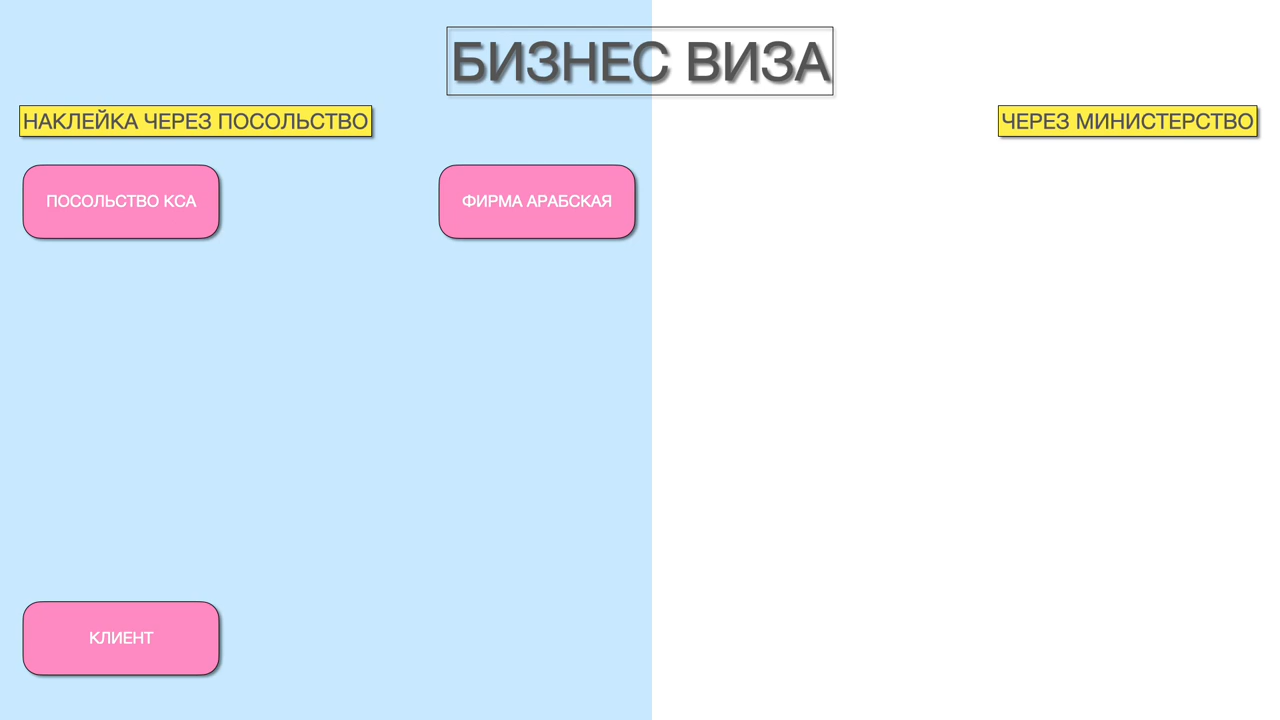 БИЗНЕС ВИЗА
НАКЛЕЙКА ЧЕРЕЗ ПОСОЛЬСТВО
ЧЕРЕЗ МИНИСТЕРСТВО
ПОСОЛЬСТВО КСА
ФИРМА АРАБСКАЯ
КЛИЕНТ